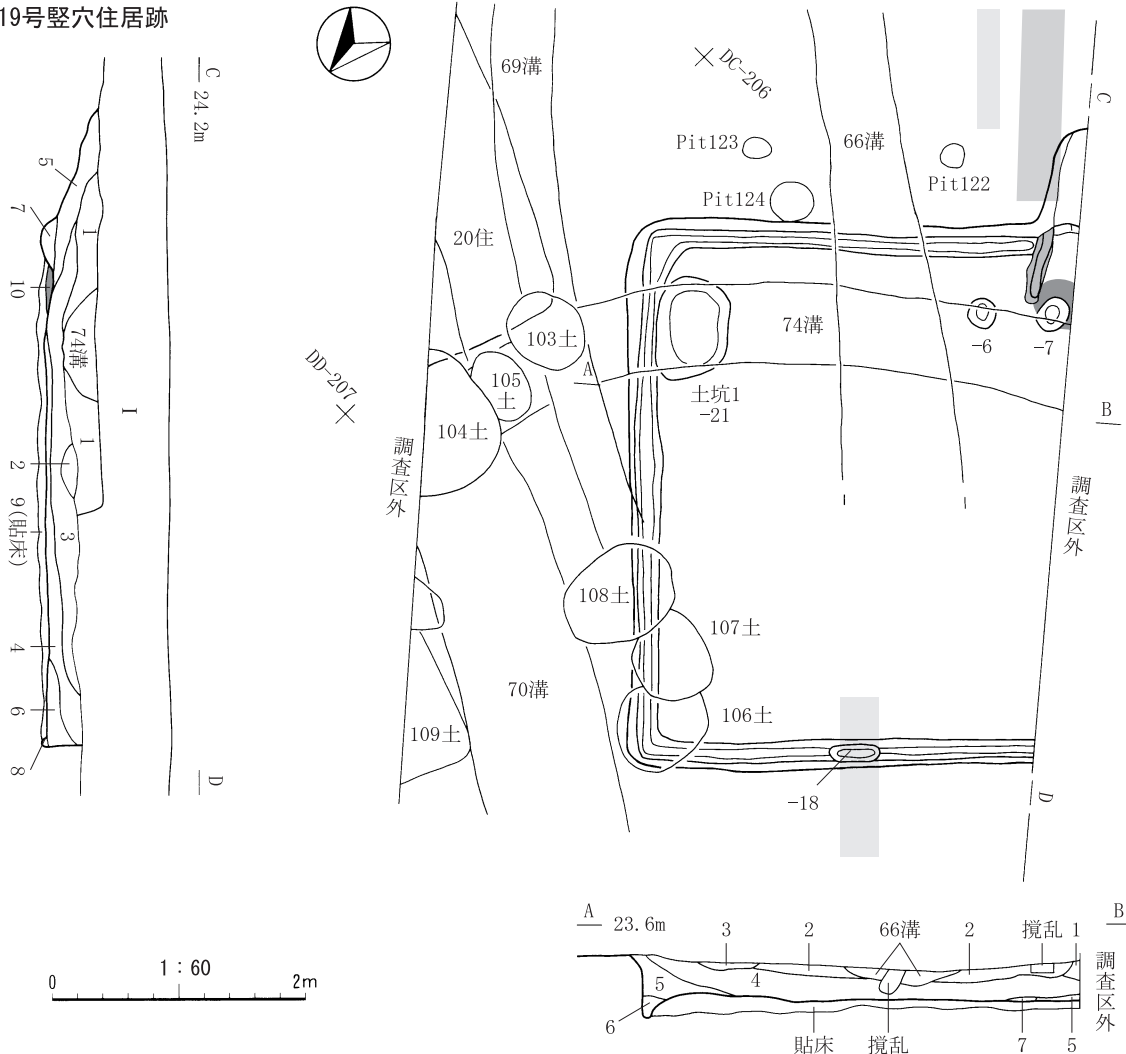 19号竪穴住居跡
C
24.2m
5
7
1
10
74溝
I
1
2
9(貼床)
3
4
6
8
D
69溝
DC-206
C
Pit123
66溝
Pit122
Pit124
20住
103土
74溝
-6
-7
DD-207
A
105
土
土坑1
-21
B
104土
調査区外
調査区外
108土
107土
70溝
106土
109土
-18
D
A
23.6m
3
2
66溝
2
撹乱
1
B
5
4
調査区外
6
貼床
撹乱
7
5
1：60
0
2m